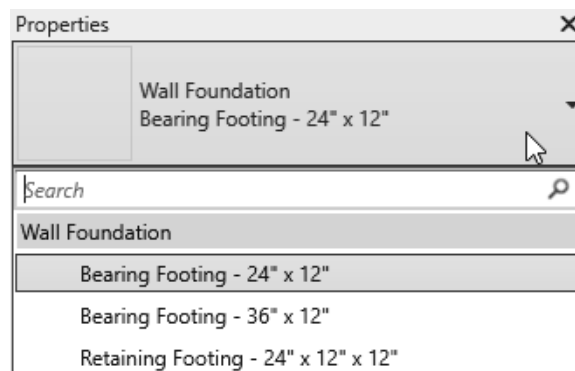 Properties
Wall Foundation
Bearing Footing - 24" x 12"
Search
Wall Foundation
Bearing Footing - 24" x 12"
Bearing Footing - 36" x 12"
Retaining Footing - 24" x 12" x 12"